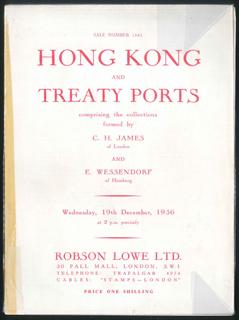 SALE NUMBER 1345
HONG KONG
AND
TREATY PORTS
comprising the collections
formed by
C. H. JAMES
of London
AND
E. WESSENDORF
of Hamburg
Wednesday, 19th December, 1956
at 2 p.m. precisely
ROBSON LOWE LTD.
50 PALL MALL, LONDON, S.W.1
TELEPHONE: TRAFALGAR 4034
CABLES: "STAMPS—LONDON"
PRICE ONE SHILLING